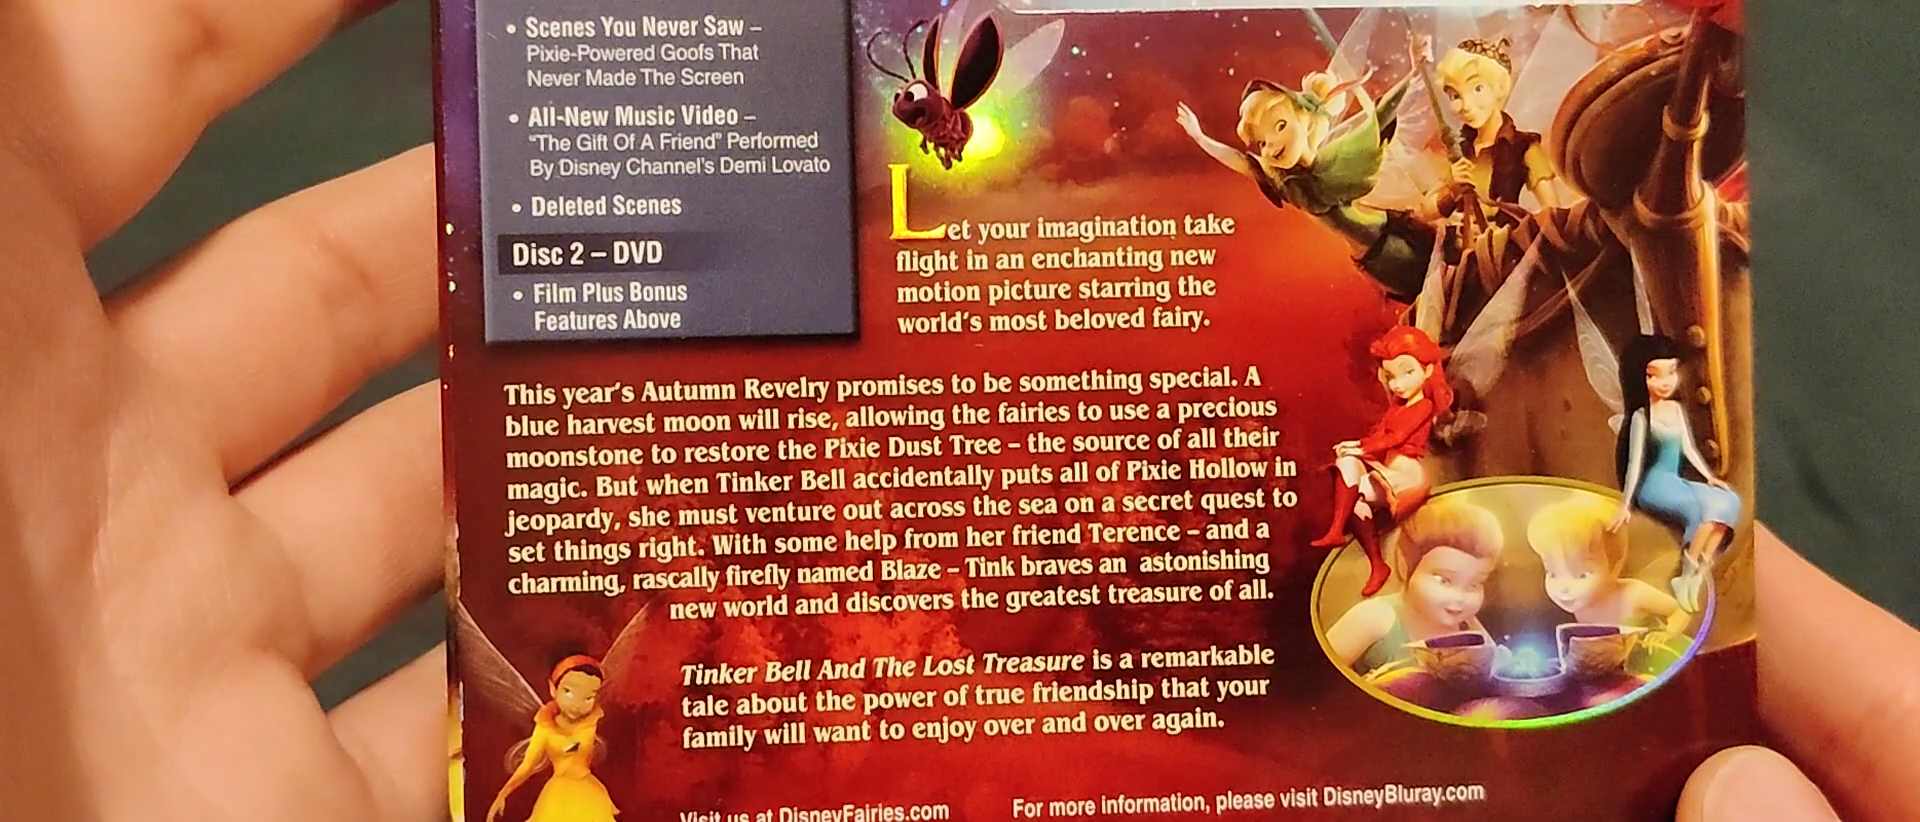 • Scenes You Never Saw –
Pixie-Powered Goofs That
Never Made The Screen
• All-New Music Video –
"The Gift Of A Friend" Performed
By Disney Channel's Demi Lovato
• Deleted Scenes
Disc 2 – DVD
• Film Plus Bonus
Features Above
Let your imagination take
flight in an enchanting new
motion picture starring the
world's most beloved fairy.
This year's Autumn Revelry promises to be something special. A
blue harvest moon will rise, allowing the fairies to use a precious
moonstone to restore the Pixie Dust Tree – the source of all their
magic. But when Tinker Bell accidentally puts all of Pixie Hollow in
jeopardy, she must venture out across the sea on a secret quest to
set things right. With some help from her friend Terence – and a
charming, rascally firefly named Blaze – Tink braves an astonishing
new world and discovers the greatest treasure of all.
Tinker Bell And The Lost Treasure is a remarkable
tale about the power of true friendship that your
family will want to enjoy over and over again.
Visit us at DisneyFairies.com
For more information, please visit DisneyBluray.com